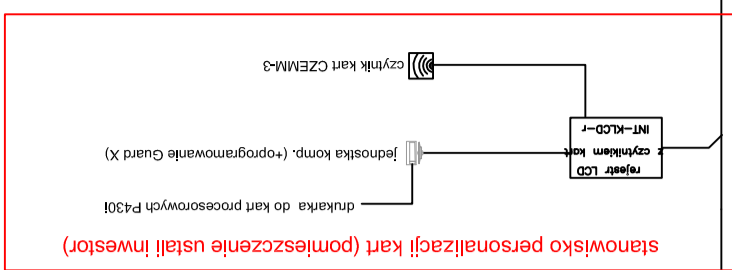 stanowisko personalizacji kart (pomieszczenie ustali inwestor)
drukarka do kart procesorowych P430i
rejestr LCD
z czytnikiem kart
INT-KLCD-r
jednostka komp. (+oprogramowanie Guard X)
czytnik kart CZEMM-3